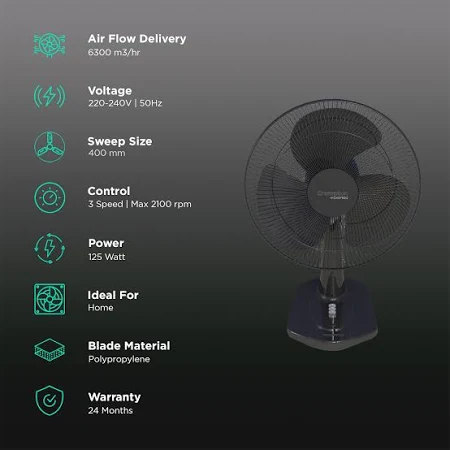 Air Flow Delivery
6300 m3/hr
Voltage
220-240V | 50Hz
Sweep Size
400 mm
Control
3 Speed | Max 2100 rpm
Power
125 Watt
Ideal For
Home
Blade Material
Polypropylene
Warranty
24 Months
Crompton